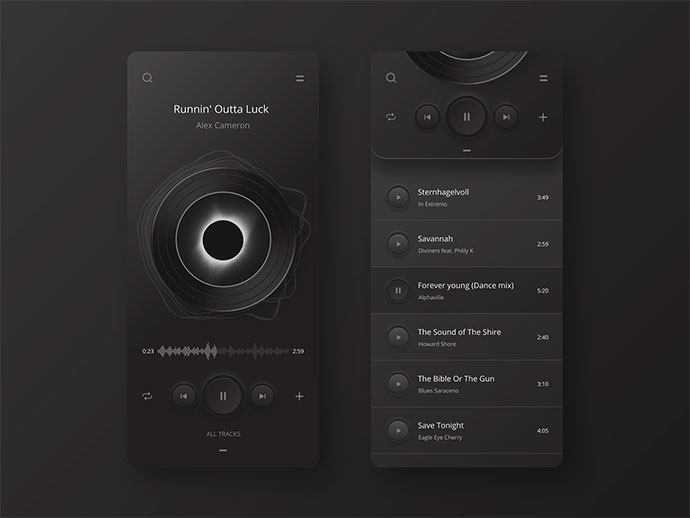 Runnin' Outta Luck
Alex Cameron
0:23
2:59
ALL TRACKS
Sternhagelvoll
In Extremo
3:49
Savannah
Diviners feat. Philly K
2:59
Forever young (Dance mix)
Alphaville
5:20
The Sound of The Shire
Howard Shore
2:40
The Bible Or The Gun
Blues Saraceno
3:10
Save Tonight
Eagle Eye Cherry
4:05